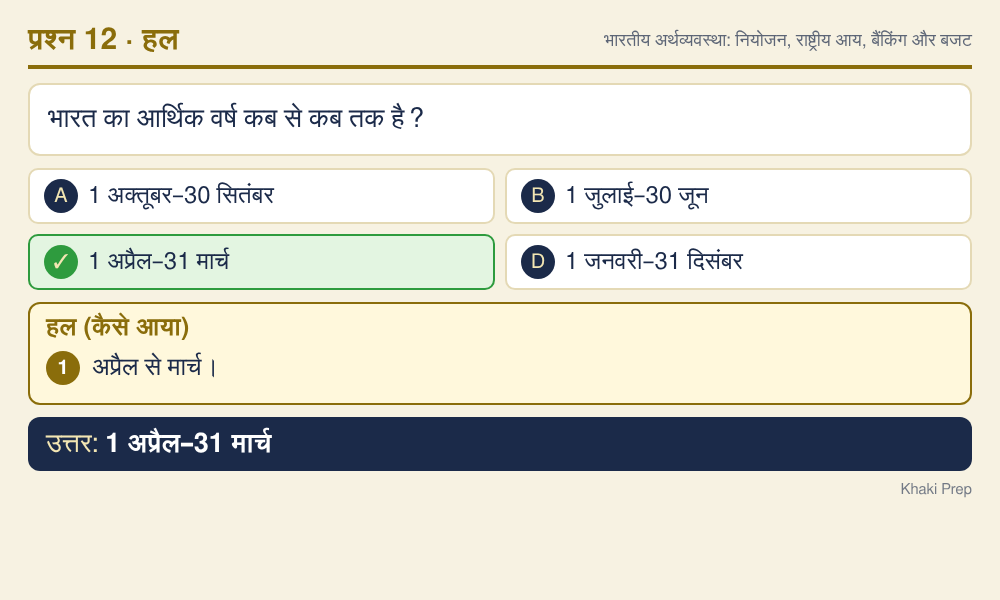 प्रश्न 12 · हल
भारतीय अर्थव्यवस्था: नियोजन, राष्ट्रीय आय, बैंकिंग और बजट
भारत का आर्थिक वर्ष कब से कब तक है ?
A 1 अक्तूबर–30 सितंबर
B 1 जुलाई–30 जून
✓ 1 अप्रैल–31 मार्च
D 1 जनवरी–31 दिसंबर
हल (कैसे आया)
1 अप्रैल से मार्च।
उत्तर: 1 अप्रैल–31 मार्च
Khaki Prep